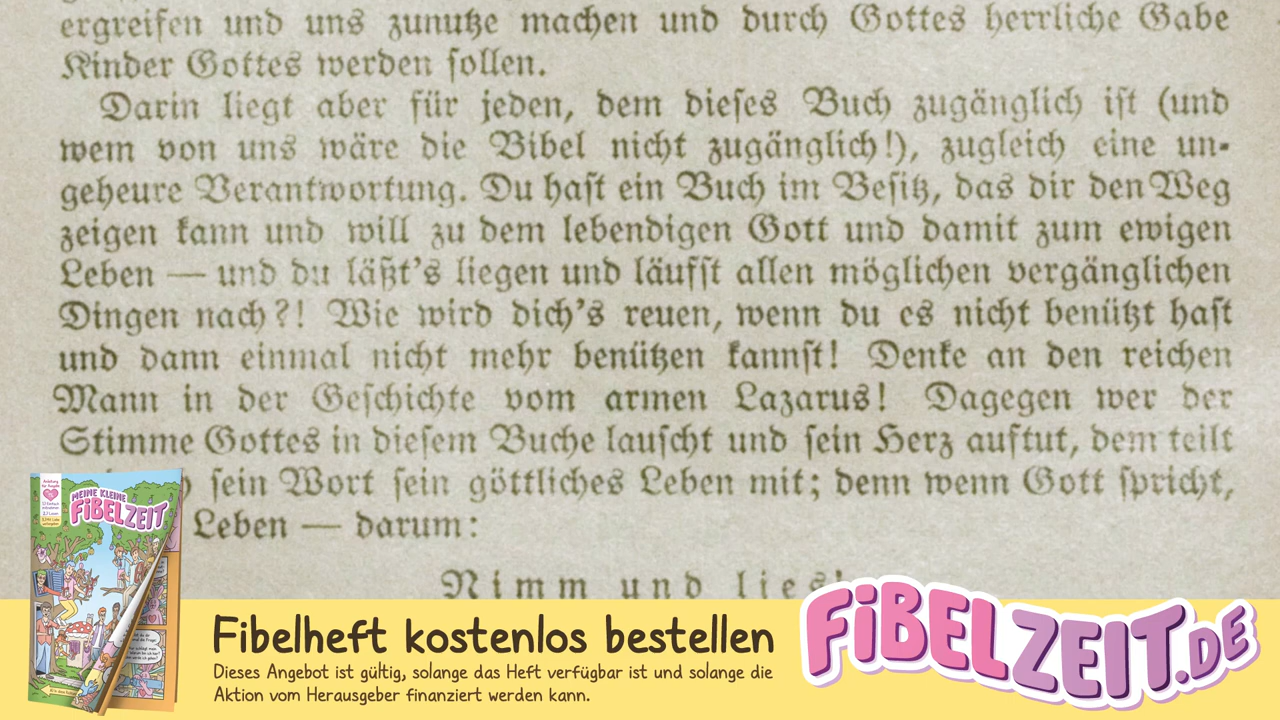 ergreifen und uns zunutze machen und durch Gottes herrliche Gabe
Kinder Gottes werden sollen.
Darin liegt aber für jeden, dem dieses Buch zugänglich ist (und
wem von uns wäre die Bibel nicht zugänglich!), zugleich eine un-
geheure Verantwortung. Du hast ein Buch im Besitz, das dir den Weg
zeigen kann und will zu dem lebendigen Gott und damit zum ewigen
Leben — und du läßt's liegen und läufst allen möglichen vergänglichen
Dingen nach?! Wie wird dich's reuen, wenn du es nicht benützt hast
und dann einmal nicht mehr benützen kannst! Denke an den reichen
Mann in der Geschichte vom armen Lazarus! Dagegen wer der
Stimme Gottes in diesem Buche lauscht und sein Herz auftut, dem teilt
sein Wort sein göttliches Leben mit; denn wenn Gott spricht,
Leben — darum:
Nimm und lies!
MEINE KLEINE
FiBELZEiT
Fibelheft kostenlos bestellen
Dieses Angebot ist gültig, solange das Heft verfügbar ist und solange die
Aktion vom Herausgeber finanziert werden kann.
FiBELZEiT.DE